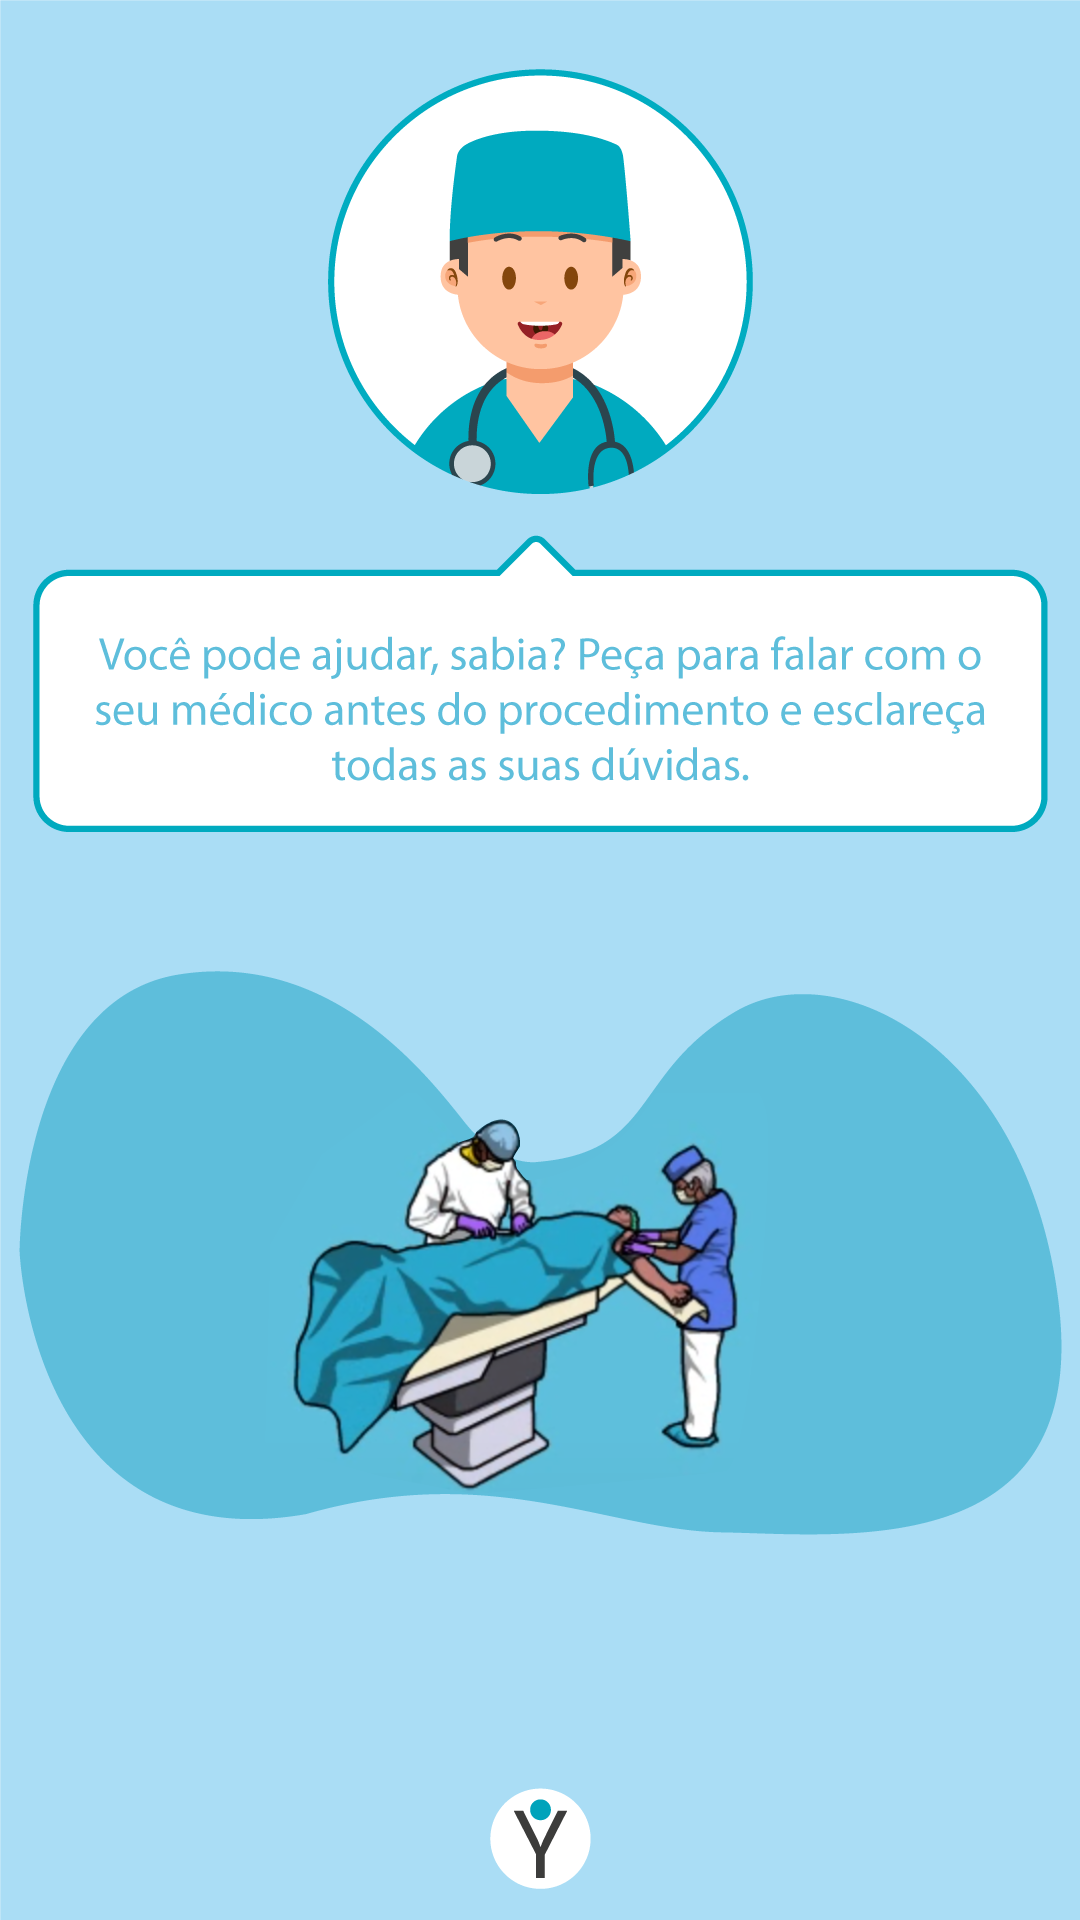 Você pode ajudar, sabia? Peça para falar com o
seu médico antes do procedimento e esclareça
todas as suas dúvidas.